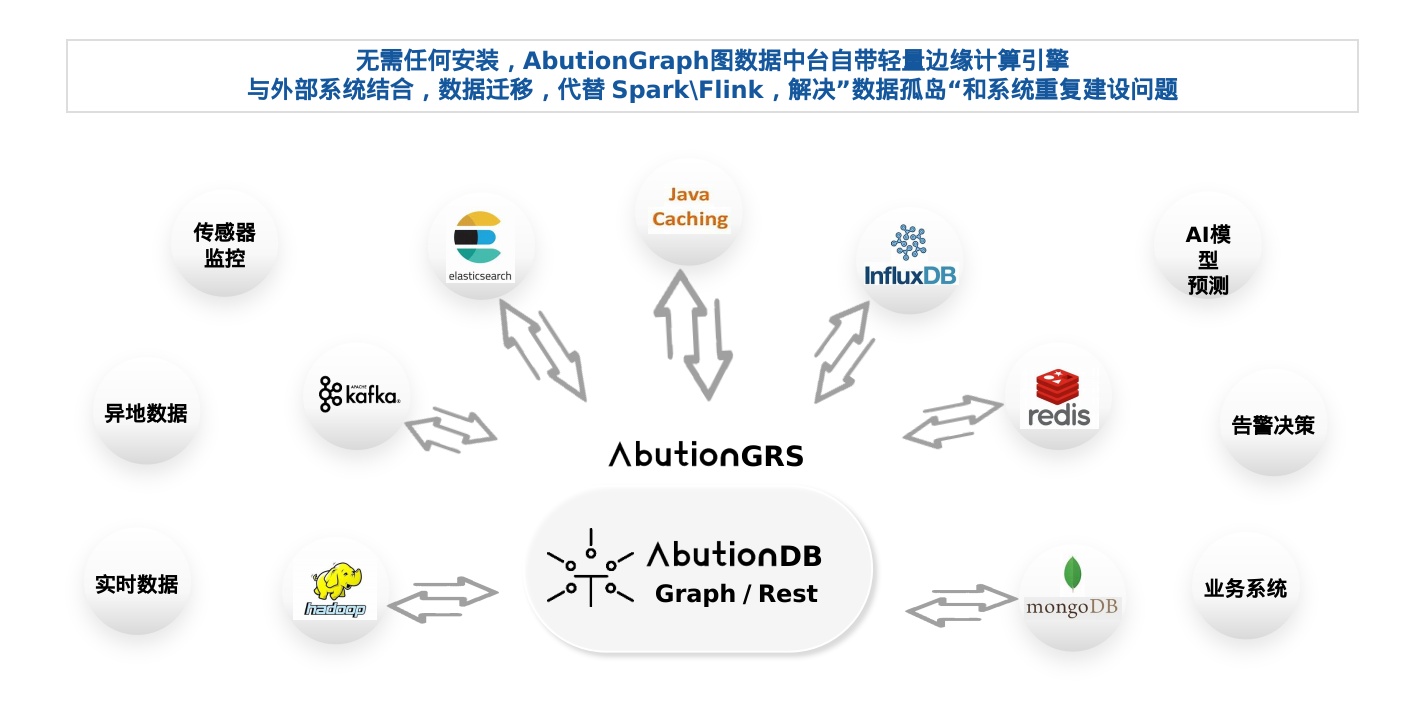 无需任何安装，AbutionGraph图数据中台自带轻量边缘计算引擎
与外部系统结合，数据迁移，代替 Spark\Flink，解决”数据孤岛“和系统重复建设问题
Java
Caching
传感器
监控
elasticsearch
InfluxDB
AI模
型
预测
APACHE
kafka®
redis
异地数据
告警决策
AbutionGRS
AbutionDB
Graph / Rest
实时数据
hadoop
mongoDB
业务系统